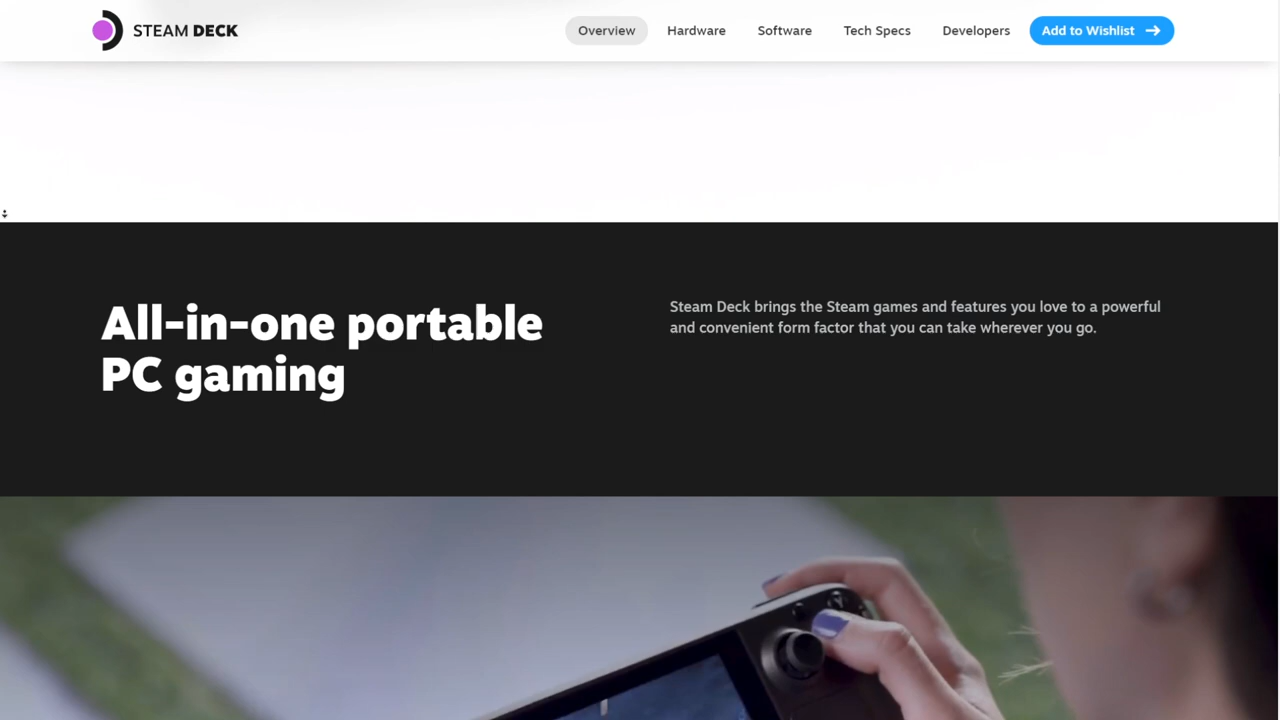 STEAM DECK
Overview
Hardware
Software
Tech Specs
Developers
Add to Wishlist
All-in-one portable
PC gaming
Steam Deck brings the Steam games and features you love to a powerful
and convenient form factor that you can take wherever you go.